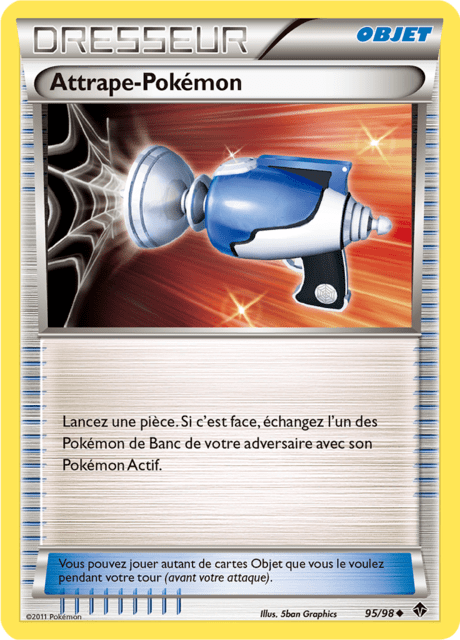 DRESSEUR
OBJET
Attrape-Pokémon
Lancez une pièce. Si c'est face, échangez l'un des
Pokémon de Banc de votre adversaire avec son
Pokémon Actif.
Vous pouvez jouer autant de cartes Objet que vous le voulez
pendant votre tour (avant votre attaque).
©2011 Pokémon
Illus. 5ban Graphics
95/98